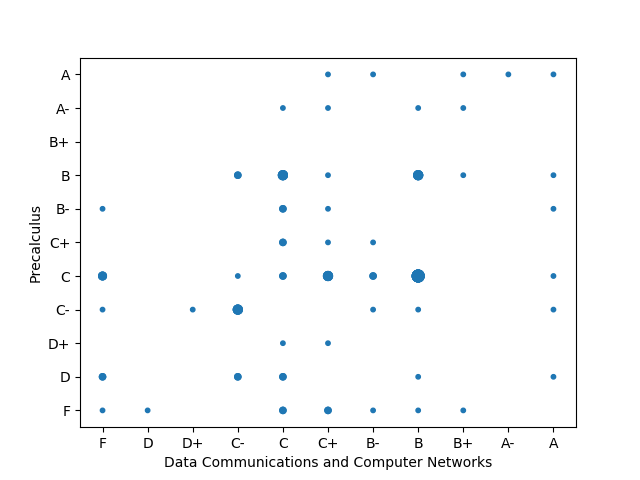 A
A-
B+
B
B-
C+
C
C-
D+
D
F
Precalculus
F D D+ C- C C+ B- B B+ A- A
Data Communications and Computer Networks